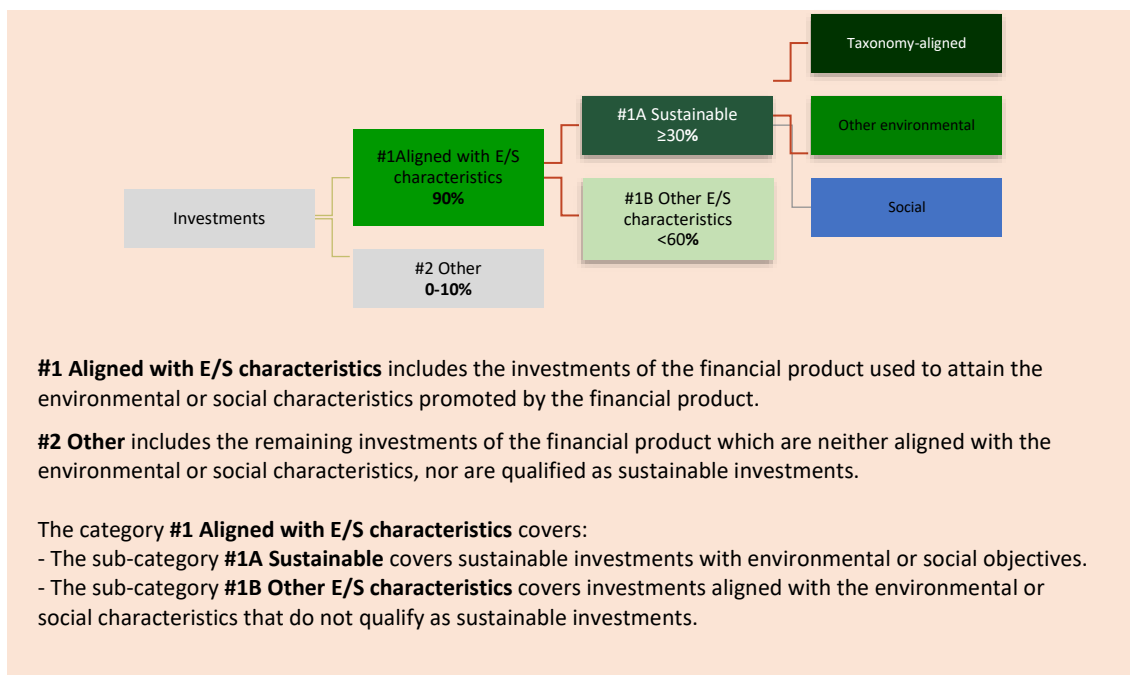 Taxonomy-aligned
#1A Sustainable
≥30%
Other environmental
#1Aligned with E/S
characteristics
90%
#1B Other E/S
characteristics
<60%
Social
Investments
#2 Other
0-10%
#1 Aligned with E/S characteristics includes the investments of the financial product used to attain the
environmental or social characteristics promoted by the financial product.
#2 Other includes the remaining investments of the financial product which are neither aligned with the
environmental or social characteristics, nor are qualified as sustainable investments.
The category #1 Aligned with E/S characteristics covers:
- The sub-category #1A Sustainable covers sustainable investments with environmental or social objectives.
- The sub-category #1B Other E/S characteristics covers investments aligned with the environmental or
social characteristics that do not qualify as sustainable investments.